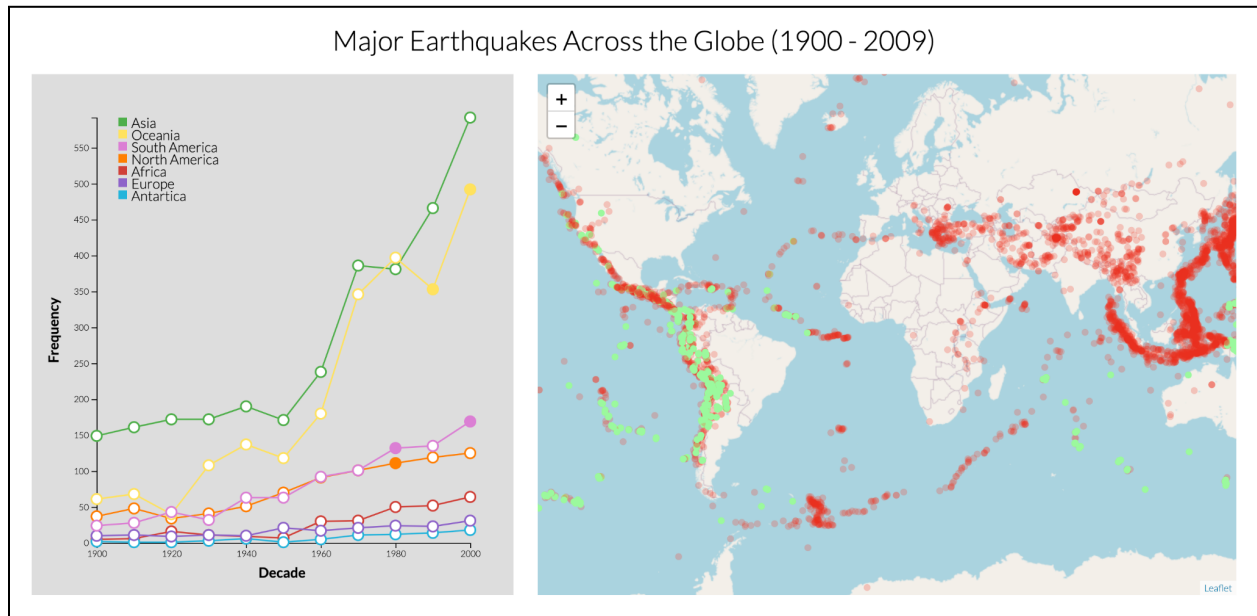 Major Earthquakes Across the Globe (1900 - 2009)
Asia
Oceania
South America
North America
Africa
Europe
Antartica
550
500
450
400
350
300
250
200
150
100
50
0
Frequency
1900
1920
1940
1960
1980
2000
Decade
+
−
Leaflet